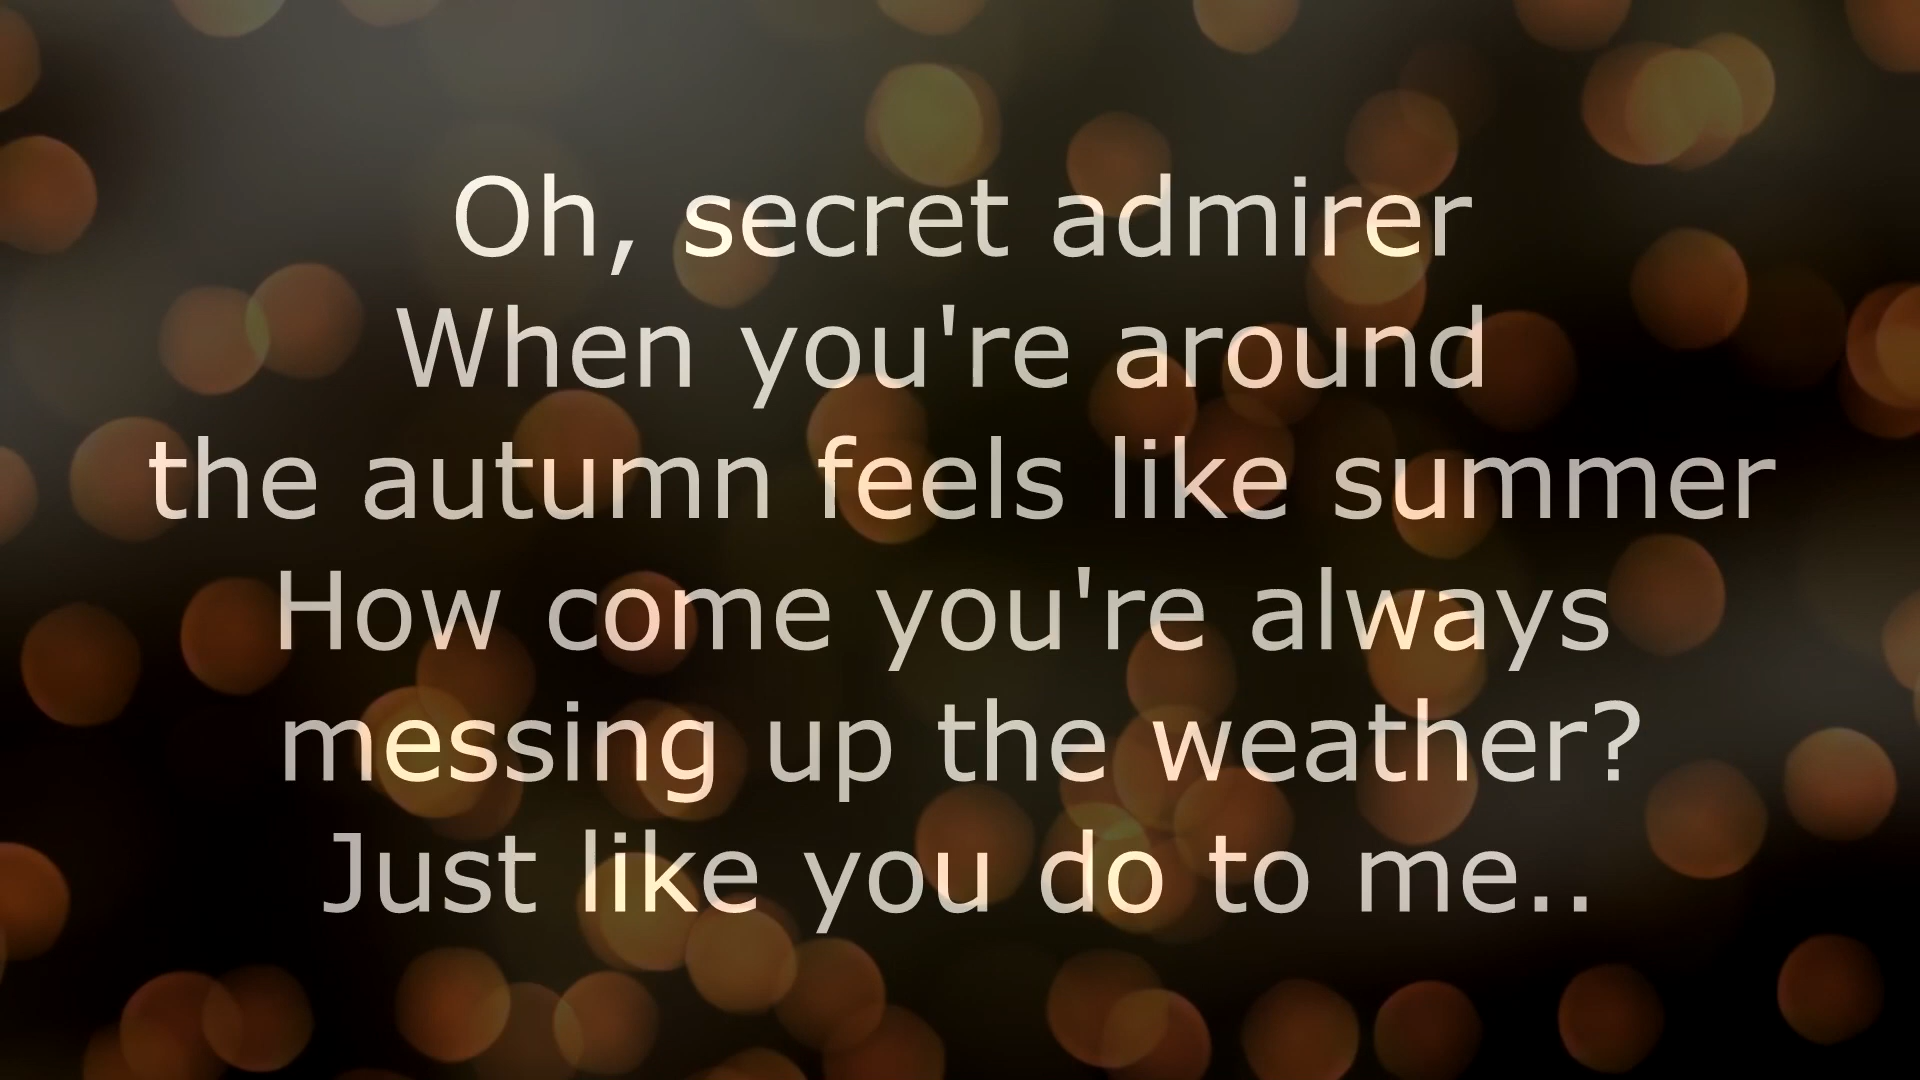 Oh, secret admirer
When you're around
the autumn feels like summer
How come you're always
messing up the weather?
Just like you do to me..